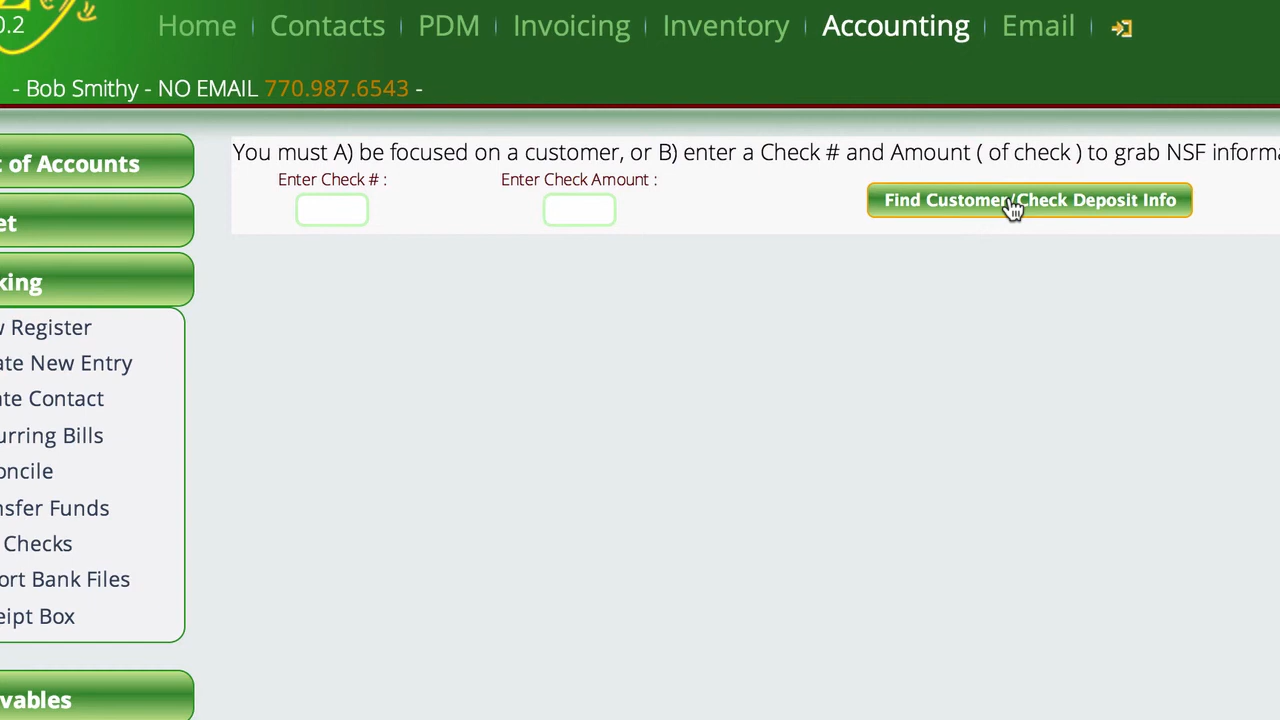 0.2
Home Contacts PDM Invoicing Inventory Accounting Email
- Bob Smithy - NO EMAIL 770.987.6543 -
of Accounts
You must A) be focused on a customer, or B) enter a Check # and Amount ( of check ) to grab NSF informa
Enter Check # : Enter Check Amount :
Find Customer/Check Deposit Info
et
king
w Register
ate New Entry
ate Contact
urring Bills
oncile
nsfer Funds
Checks
ort Bank Files
eipt Box
vables